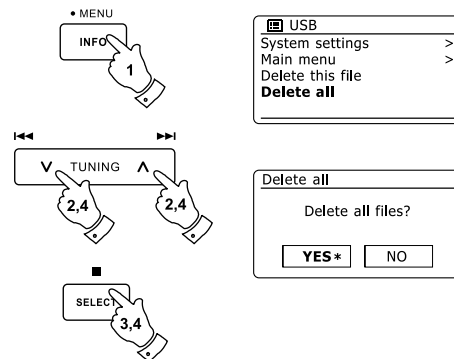 • MENU
INFO
1
TUNING
2,4
2,4
SELECT
3,4
USB
System settings >
Main menu >
Delete this file
Delete all
Delete all
Delete all files?
YES* NO